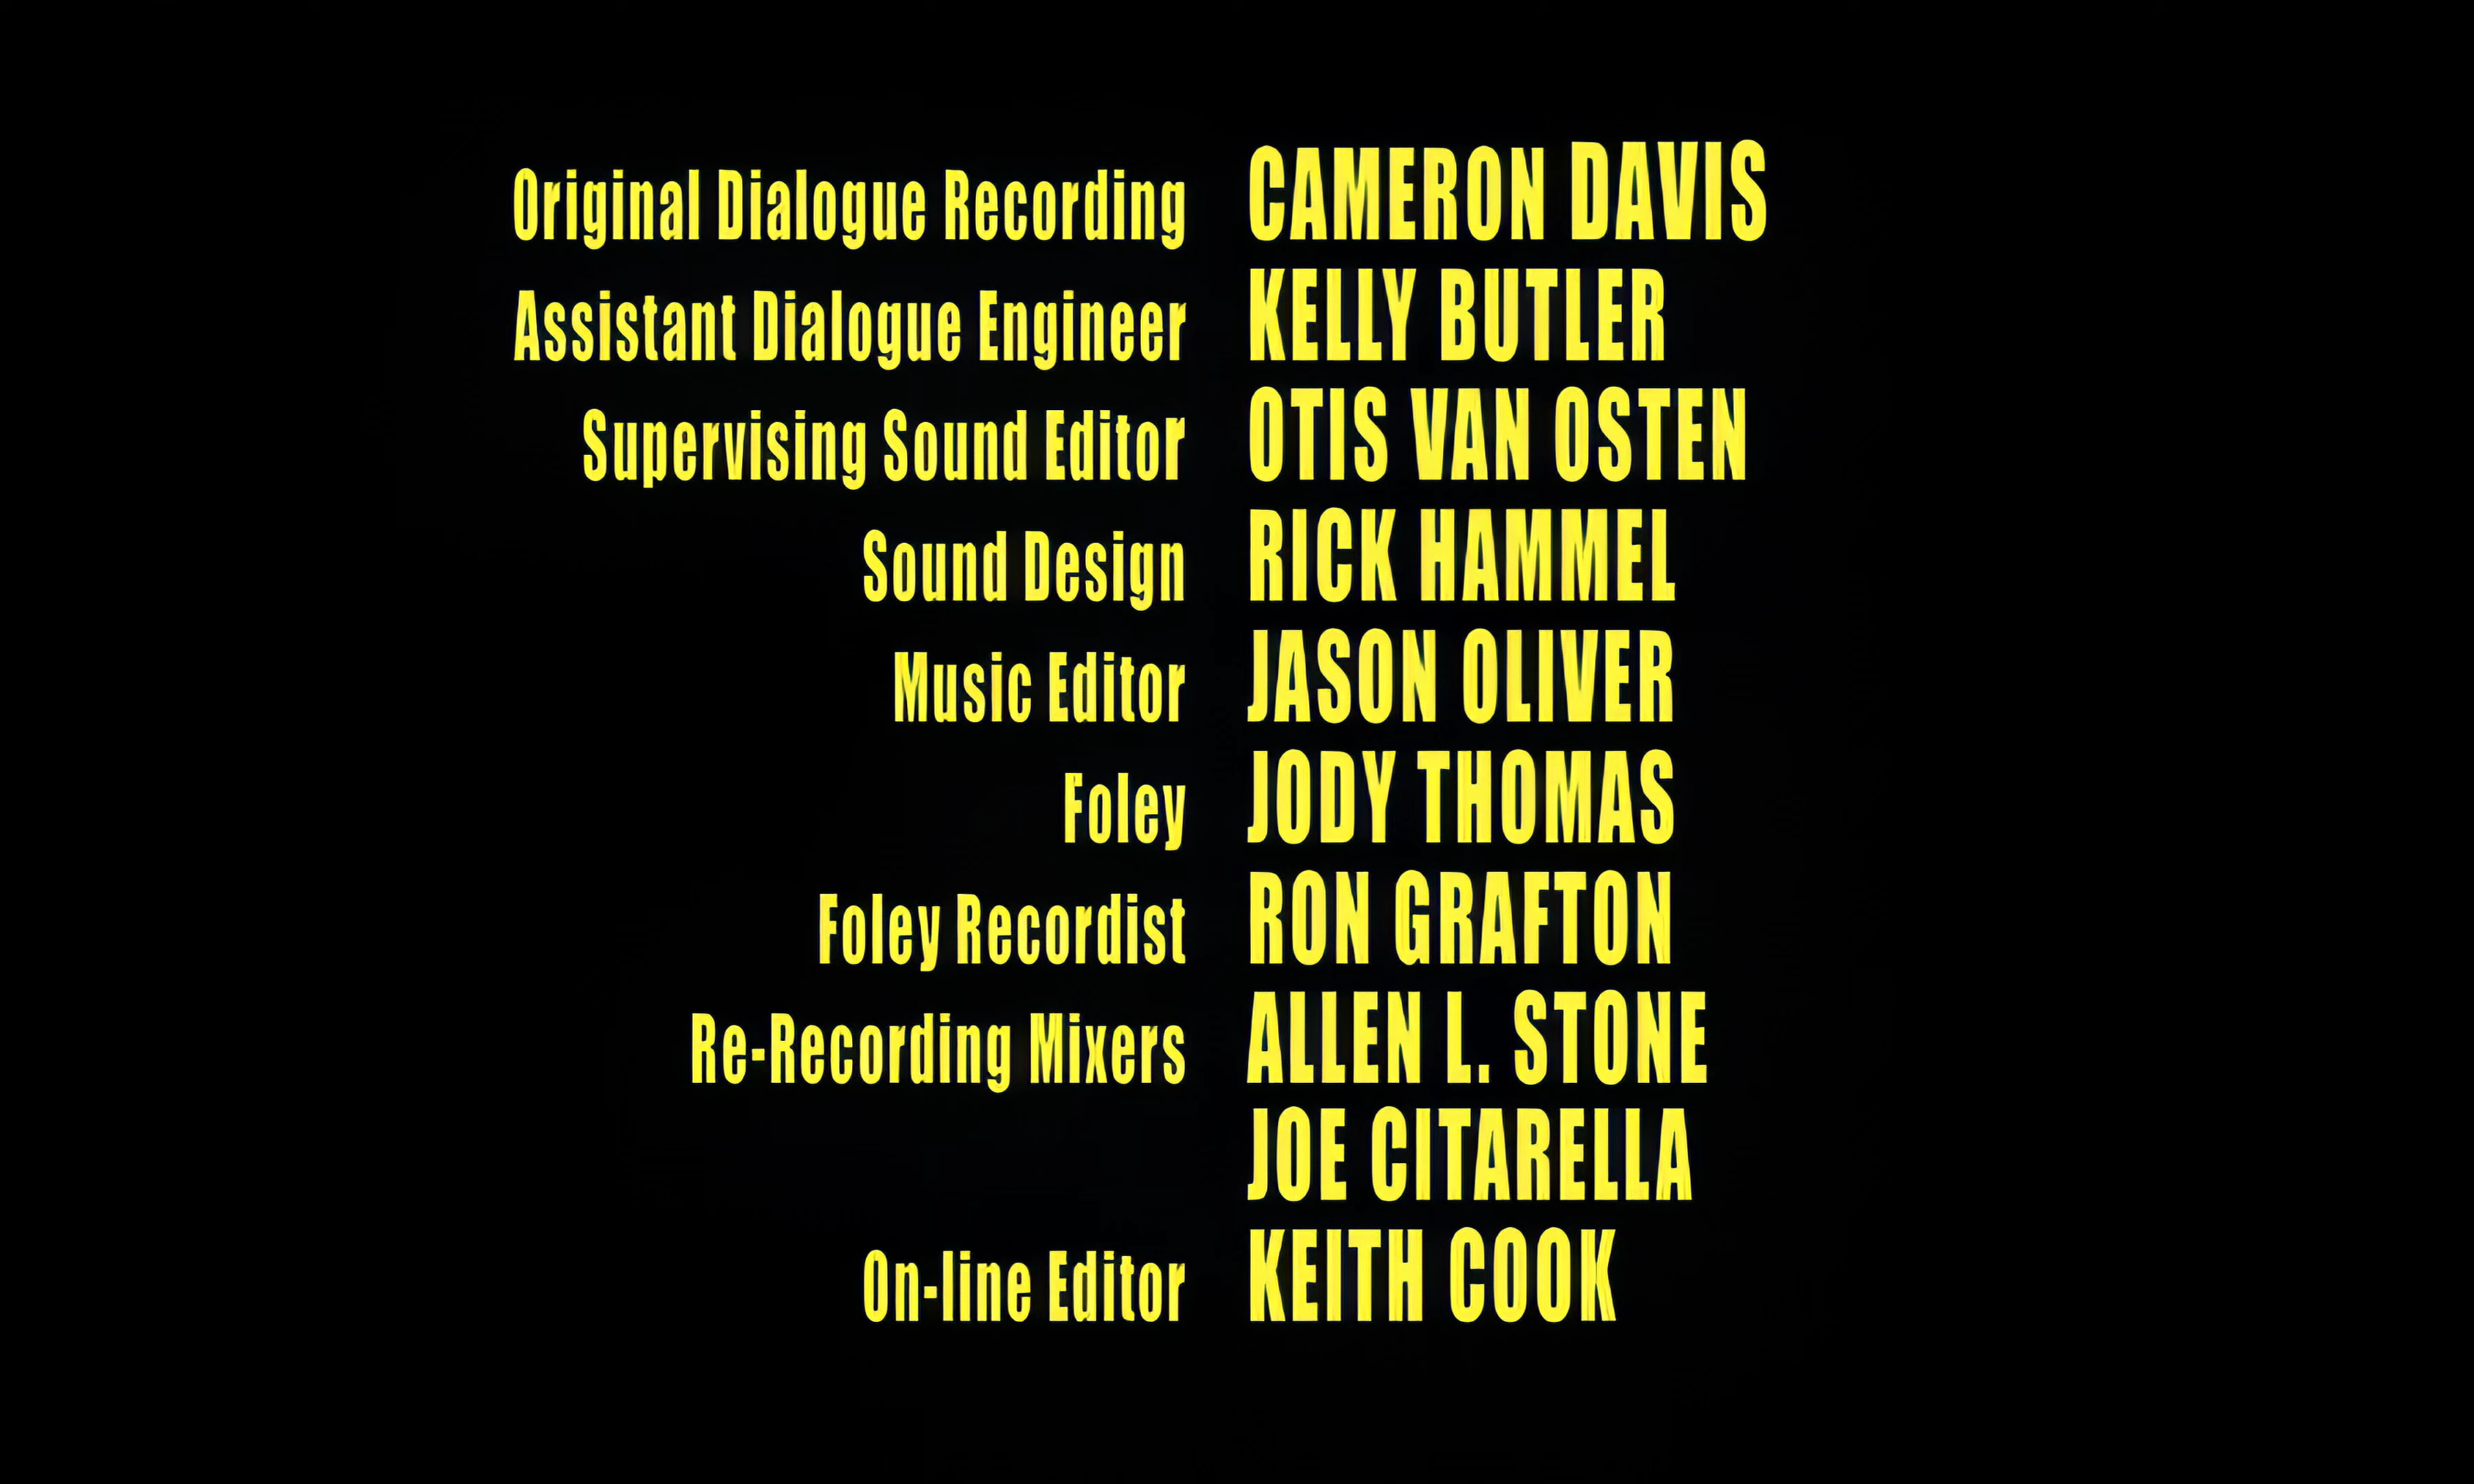 Original Dialogue Recording CAMERON DAVIS
Assistant Dialogue Engineer KELLY BUTLER
Supervising Sound Editor OTIS VAN OSTEN
Sound Design RICK HAMMEL
Music Editor JASON OLIVER
Foley JODY THOMAS
Foley Recordist RON GRAFTON
Re-Recording Mixers ALLEN L. STONE
JOE CITARELLA
On-line Editor KEITH COOK